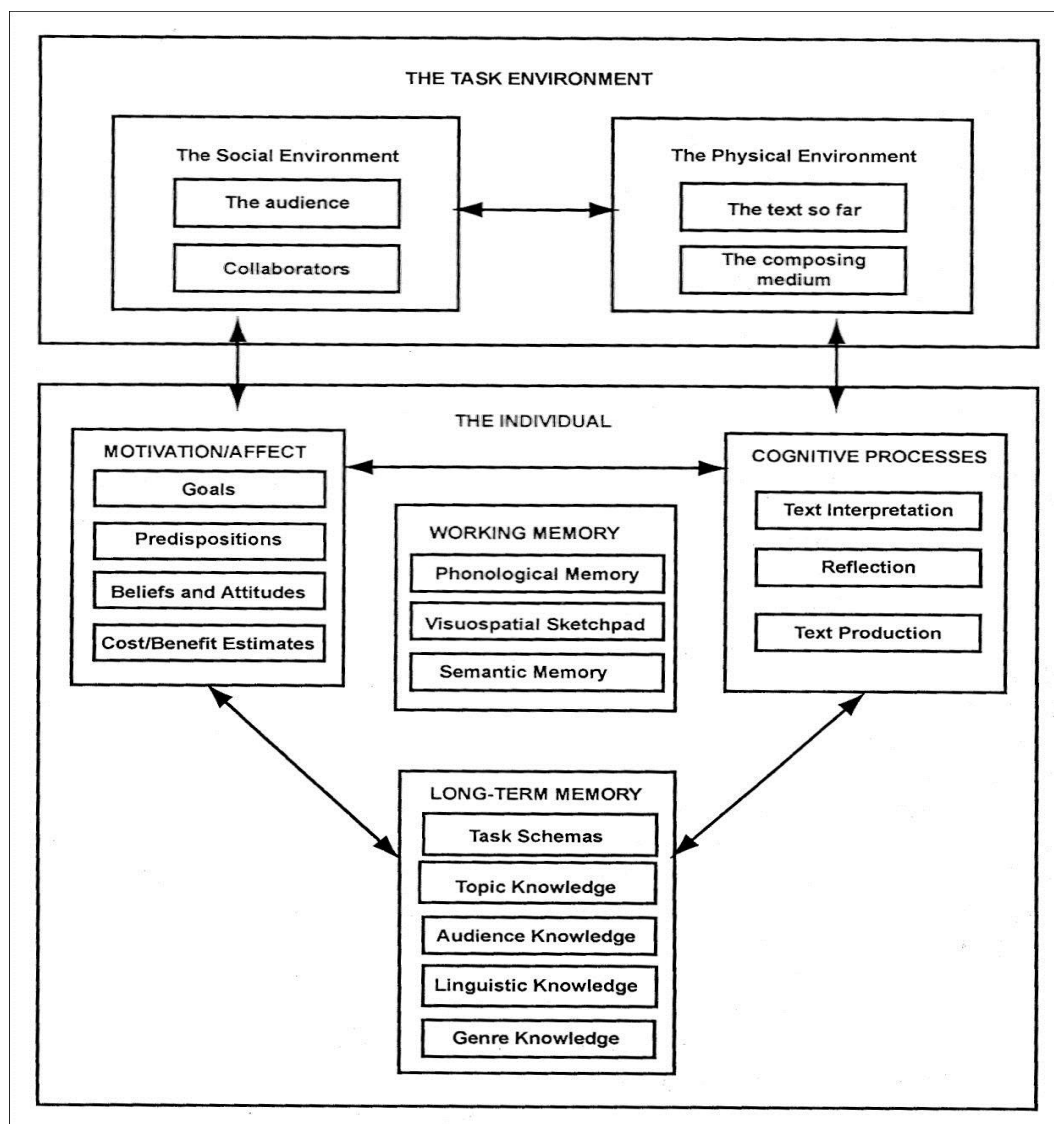 THE TASK ENVIRONMENT
The Social Environment
The audience
Collaborators
The Physical Environment
The text so far
The composing
medium
THE INDIVIDUAL
MOTIVATION/AFFECT
Goals
Predispositions
Beliefs and Attitudes
Cost/Benefit Estimates
WORKING MEMORY
Phonological Memory
Visuospatial Sketchpad
Semantic Memory
COGNITIVE PROCESSES
Text Interpretation
Reflection
Text Production
LONG-TERM MEMORY
Task Schemas
Topic Knowledge
Audience Knowledge
Linguistic Knowledge
Genre Knowledge